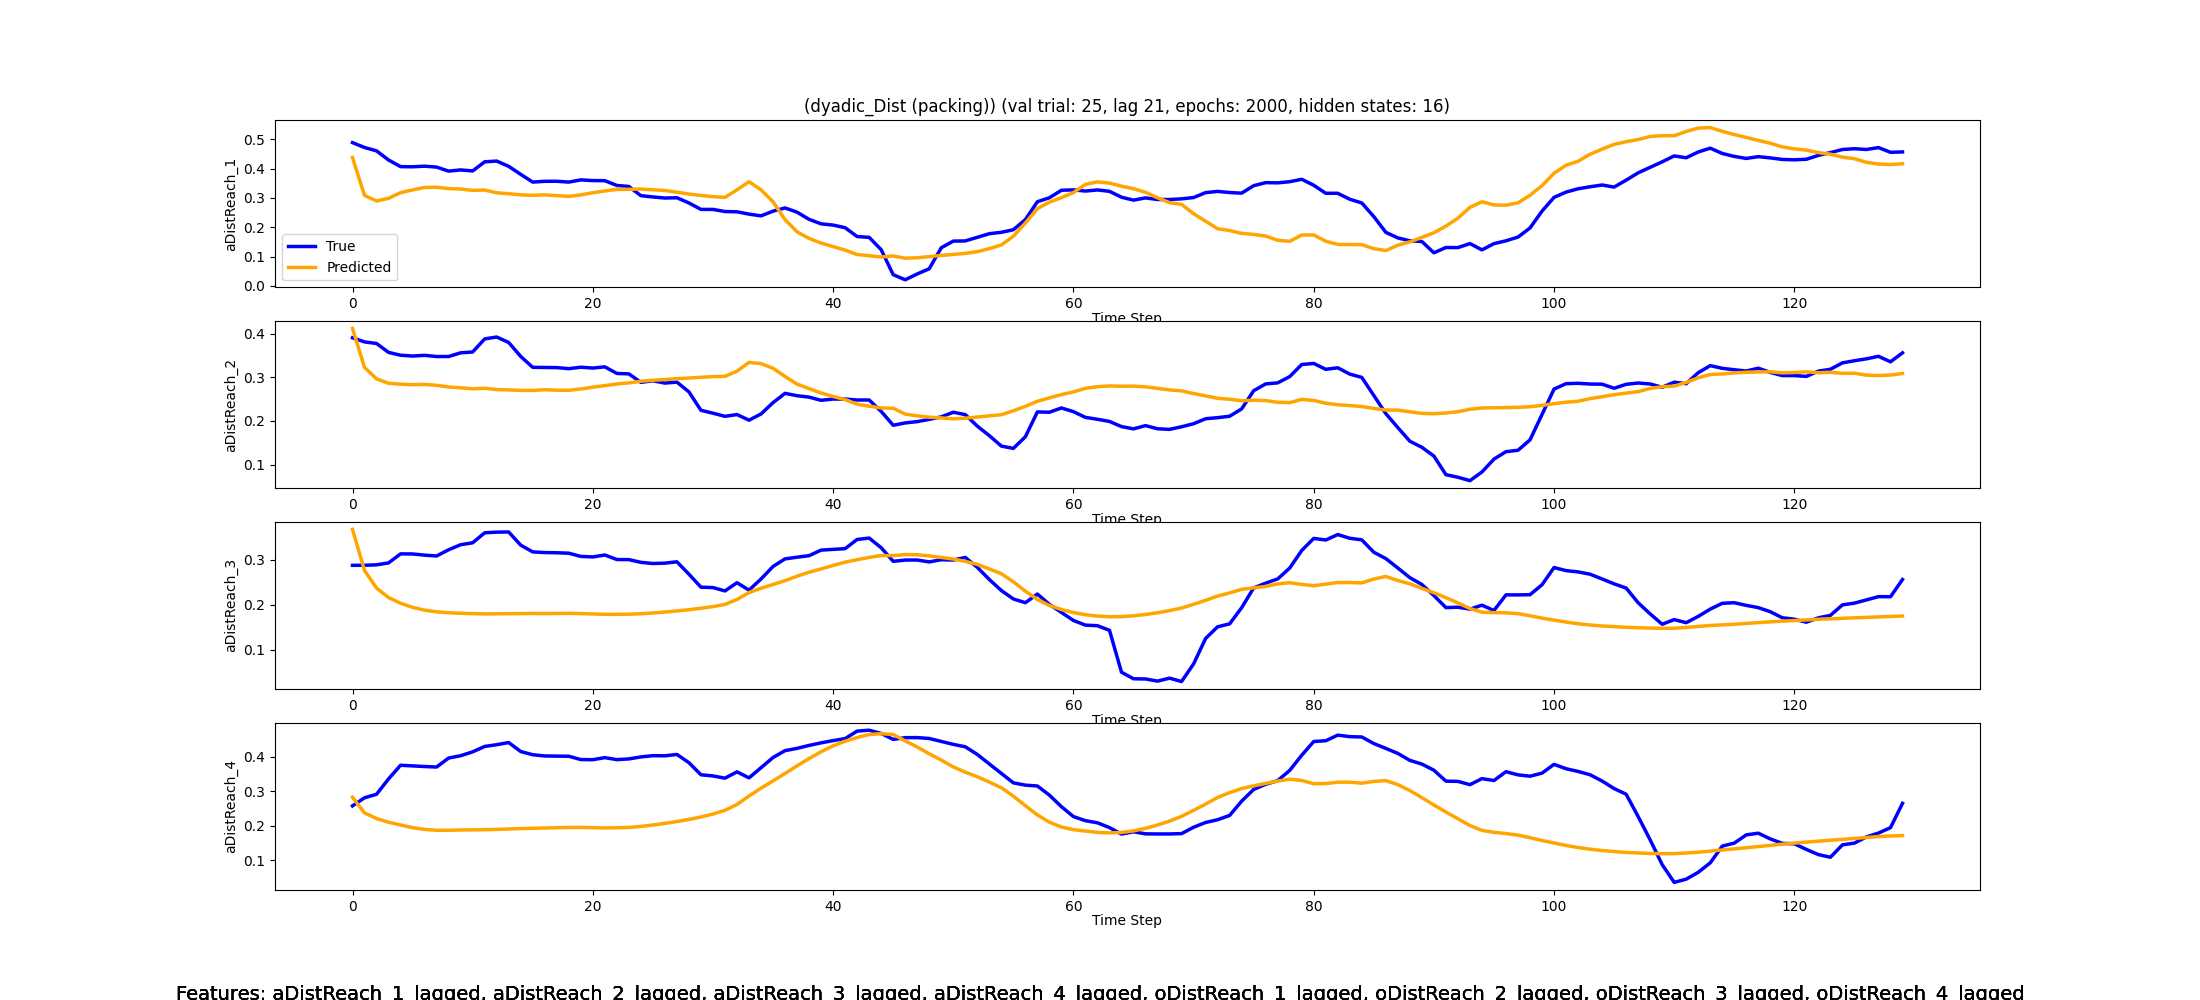 (dyadic_Dist (packing)) (val trial: 25, lag 21, epochs: 2000, hidden states: 16)
aDistReach_1
0.5
0.4
0.3
0.2
0.1
0.0
True
Predicted
0 20 40 60 80 100 120
Time Step
aDistReach_2
0.4
0.3
0.2
0.1
0 20 40 60 80 100 120
Time Step
aDistReach_3
0.3
0.2
0.1
0 20 40 60 80 100 120
Time Step
aDistReach_4
0.4
0.3
0.2
0.1
0 20 40 60 80 100 120
Time Step
Features: aDistReach_1_lagged, aDistReach_2_lagged, aDistReach_3_lagged, aDistReach_4_lagged, oDistReach_1_lagged, oDistReach_2_lagged, oDistReach_3_lagged, oDistReach_4_lagged